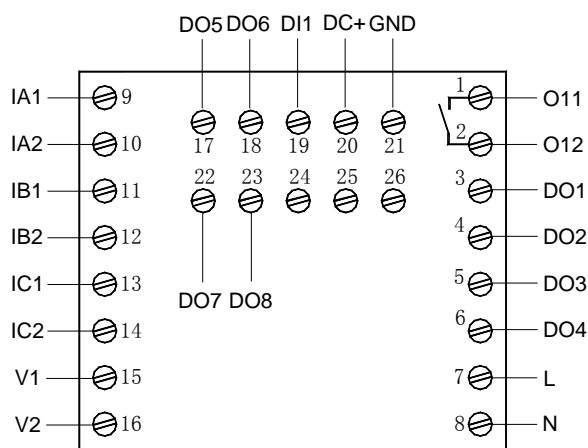 DO5 DO6 DI1 DC+ GND
IA1 9 1 O11
17 18 19 20 21
IA2 10 2 O12
22 23 24 25 26
IB1 11 3 DO1
IB2 12 4 DO2
IC1 13 5 DO3
DO7 DO8
IC2 14 6 DO4
V1 15 7 L
V2 16 8 N